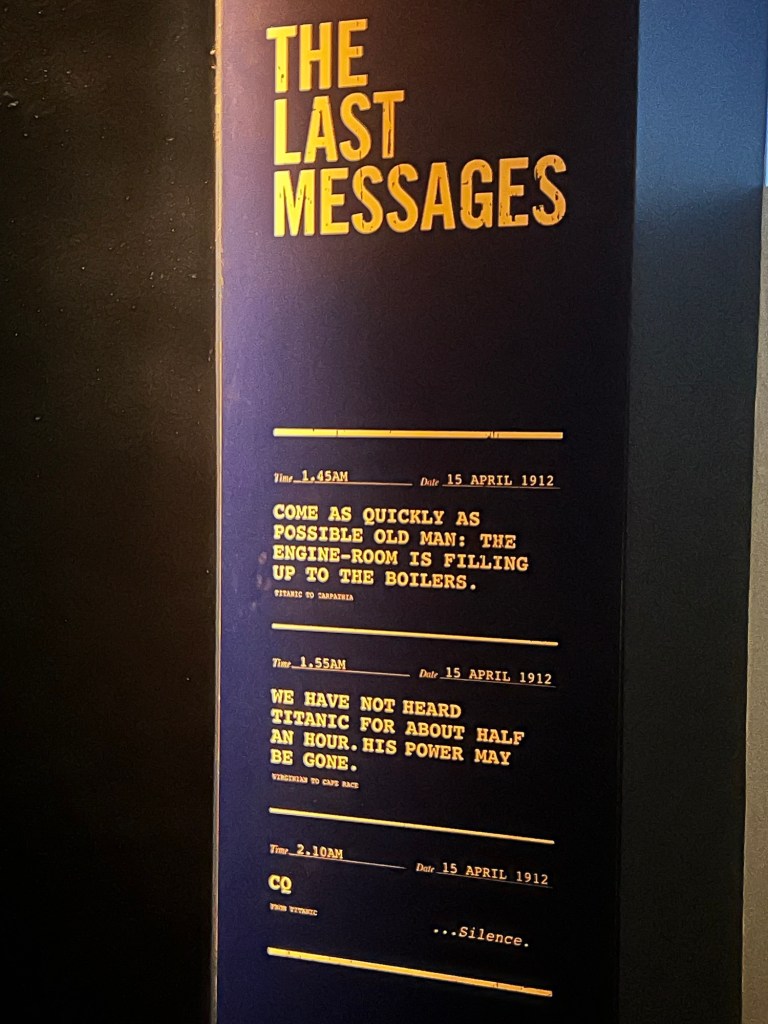 THE
LAST
MESSAGES
Time 1.45AM Date 15 APRIL 1912
COME AS QUICKLY AS
POSSIBLE OLD MAN: THE
ENGINE-ROOM IS FILLING
UP TO THE BOILERS.
TITANIC TO CARPATHIA
Time 1.55AM Date 15 APRIL 1912
WE HAVE NOT HEARD
TITANIC FOR ABOUT HALF
AN HOUR. HIS POWER MAY
BE GONE.
VIRGINIAN TO CAPE RACE
Time 2.10AM Date 15 APRIL 1912
CQ
FROM TITANIC
...Silence.